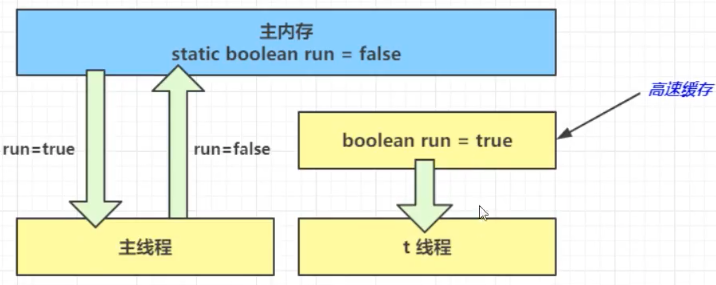 主内存
static boolean run = false
高速缓存
boolean run = true
run=true
run=false
主线程
t 线程